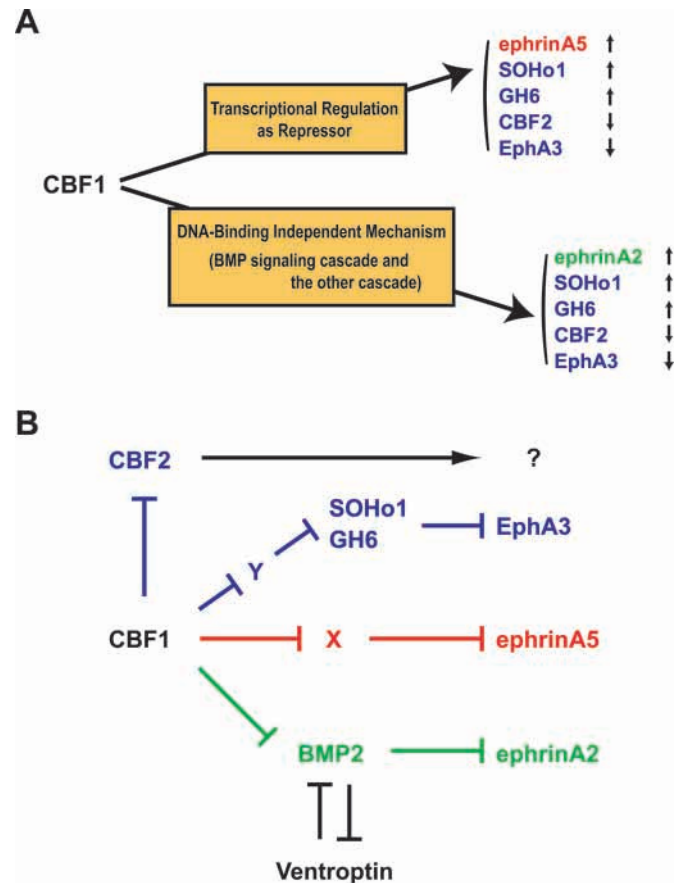 A
CBF1
Transcriptional Regulation
as Repressor
ephrinA5 ↑
SOHo1 ↑
GH6 ↑
CBF2 ↓
EphA3 ↓
DNA-Binding Independent Mechanism
(BMP signaling cascade and
the other cascade)
ephrinA2 ↑
SOHo1 ↑
GH6 ↑
CBF2 ↓
EphA3 ↓
B
CBF2
?
SOHo1
GH6
EphA3
Y
CBF1
X
ephrinA5
BMP2
ephrinA2
Ventroptin